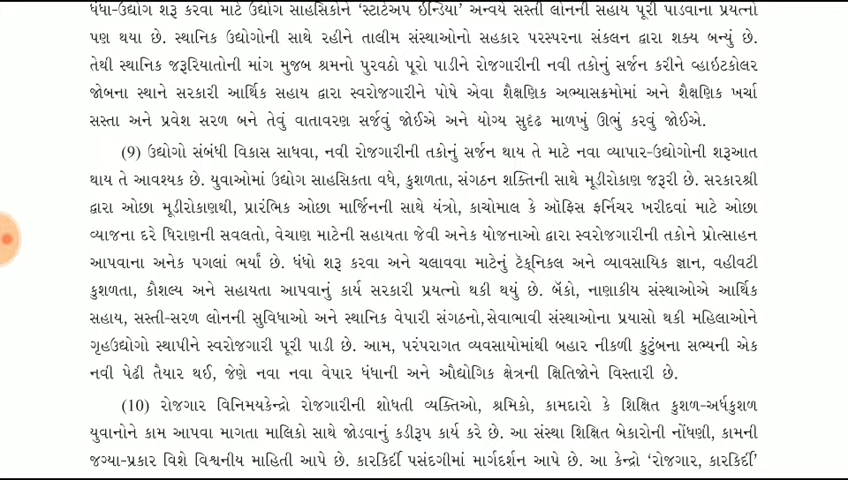 ધંધા-ઉદ્યોગ શરૂ કરવા માટે ઉદ્યોગ સાહસિકોને 'સ્ટાર્ટઅપ ઇન્ડિયા' અન્વયે સસ્તી લોનની સહાય પૂરી પાડવાના પ્રયત્નો
પણ થયા છે. સ્થાનિક ઉદ્યોગોની સાથે રહીને તાલીમ સંસ્થાઓનો સહકાર પરસ્પરના સંકલન દ્વારા શક્ય બન્યું છે.
તેથી સ્થાનિક જરૂરિયાતોની માંગ મુજબ શ્રમનો પુરવઠો પૂરો પાડીને રોજગારીની નવી તકોનું સર્જન કરીને વ્હાઇટકોલર
જોબના સ્થાને સરકારી આર્થિક સહાય દ્વારા સ્વરોજગારીને પોષે એવા શૈક્ષણિક અભ્યાસક્રમોમાં અને શૈક્ષણિક ખર્ચા
સસ્તા અને પ્રવેશ સરળ બને તેવું વાતાવરણ સર્જવું જોઈએ અને યોગ્ય સુદૃઢ માળખું ઊભું કરવું જોઈએ.
(9) ઉદ્યોગો સંબંધી વિકાસ સાધવા, નવી રોજગારીની તકોનું સર્જન થાય તે માટે નવા વ્યાપાર-ઉદ્યોગોની શરૂઆત
થાય તે આવશ્યક છે. યુવાઓમાં ઉદ્યોગ સાહસિકતા વધે, કુશળતા, સંગઠન શક્તિની સાથે મૂડીરોકાણ જરૂરી છે. સરકારશ્રી
દ્વારા ઓછા મૂડીરોકાણથી, પ્રારંભિક ઓછા માર્જિનની સાથે યંત્રો, કાચોમાલ કે ઑફિસ ફર્નિચર ખરીદવાં માટે ઓછા
વ્યાજના દરે ધિરાણની સવલતો, વેચાણ માટેની સહાયતા જેવી અનેક યોજનાઓ દ્વારા સ્વરોજગારીની તકોને પ્રોત્સાહન
આપવાના અનેક પગલાં ભર્યાં છે. ધંધો શરૂ કરવા અને ચલાવવા માટેનું ટૅક્નિકલ અને વ્યાવસાયિક જ્ઞાન, વહીવટી
કુશળતા, કૌશલ્ય અને સહાયતા આપવાનું કાર્ય સરકારી પ્રયત્નો થકી થયું છે. બૅંકો, નાણાકીય સંસ્થાઓએ આર્થિક
સહાય, સસ્તી-સરળ લોનની સુવિધાઓ અને સ્થાનિક વેપારી સંગઠનો,સેવાભાવી સંસ્થાઓના પ્રયાસો થકી મહિલાઓને
ગૃહઉદ્યોગો સ્થાપીને સ્વરોજગારી પૂરી પાડી છે. આમ, પરંપરાગત વ્યવસાયોમાંથી બહાર નીકળી કુટુંબના સભ્યની એક
નવી પેઢી તૈયાર થઈ, જેણે નવા નવા વેપાર ધંધાની અને ઔદ્યોગિક ક્ષેત્રની ક્ષિતિજોને વિસ્તારી છે.
(10) રોજગાર વિનિમયકેન્દ્રો રોજગારીની શોધતી વ્યક્તિઓ, શ્રમિકો, કામદારો કે શિક્ષિત કુશળ-અર્ધકુશળ
યુવાનોને કામ આપવા માગતા માલિકો સાથે જોડવાનું કડીરૂપ કાર્ય કરે છે. આ સંસ્થા શિક્ષિત બેકારોની નોંધણી, કામની
જગ્યા-પ્રકાર વિશે વિશ્વનીય માહિતી આપે છે. કારકિર્દી પસંદગીમાં માર્ગદર્શન આપે છે. આ કેન્દ્રો 'રોજગાર, કારકિર્દી'